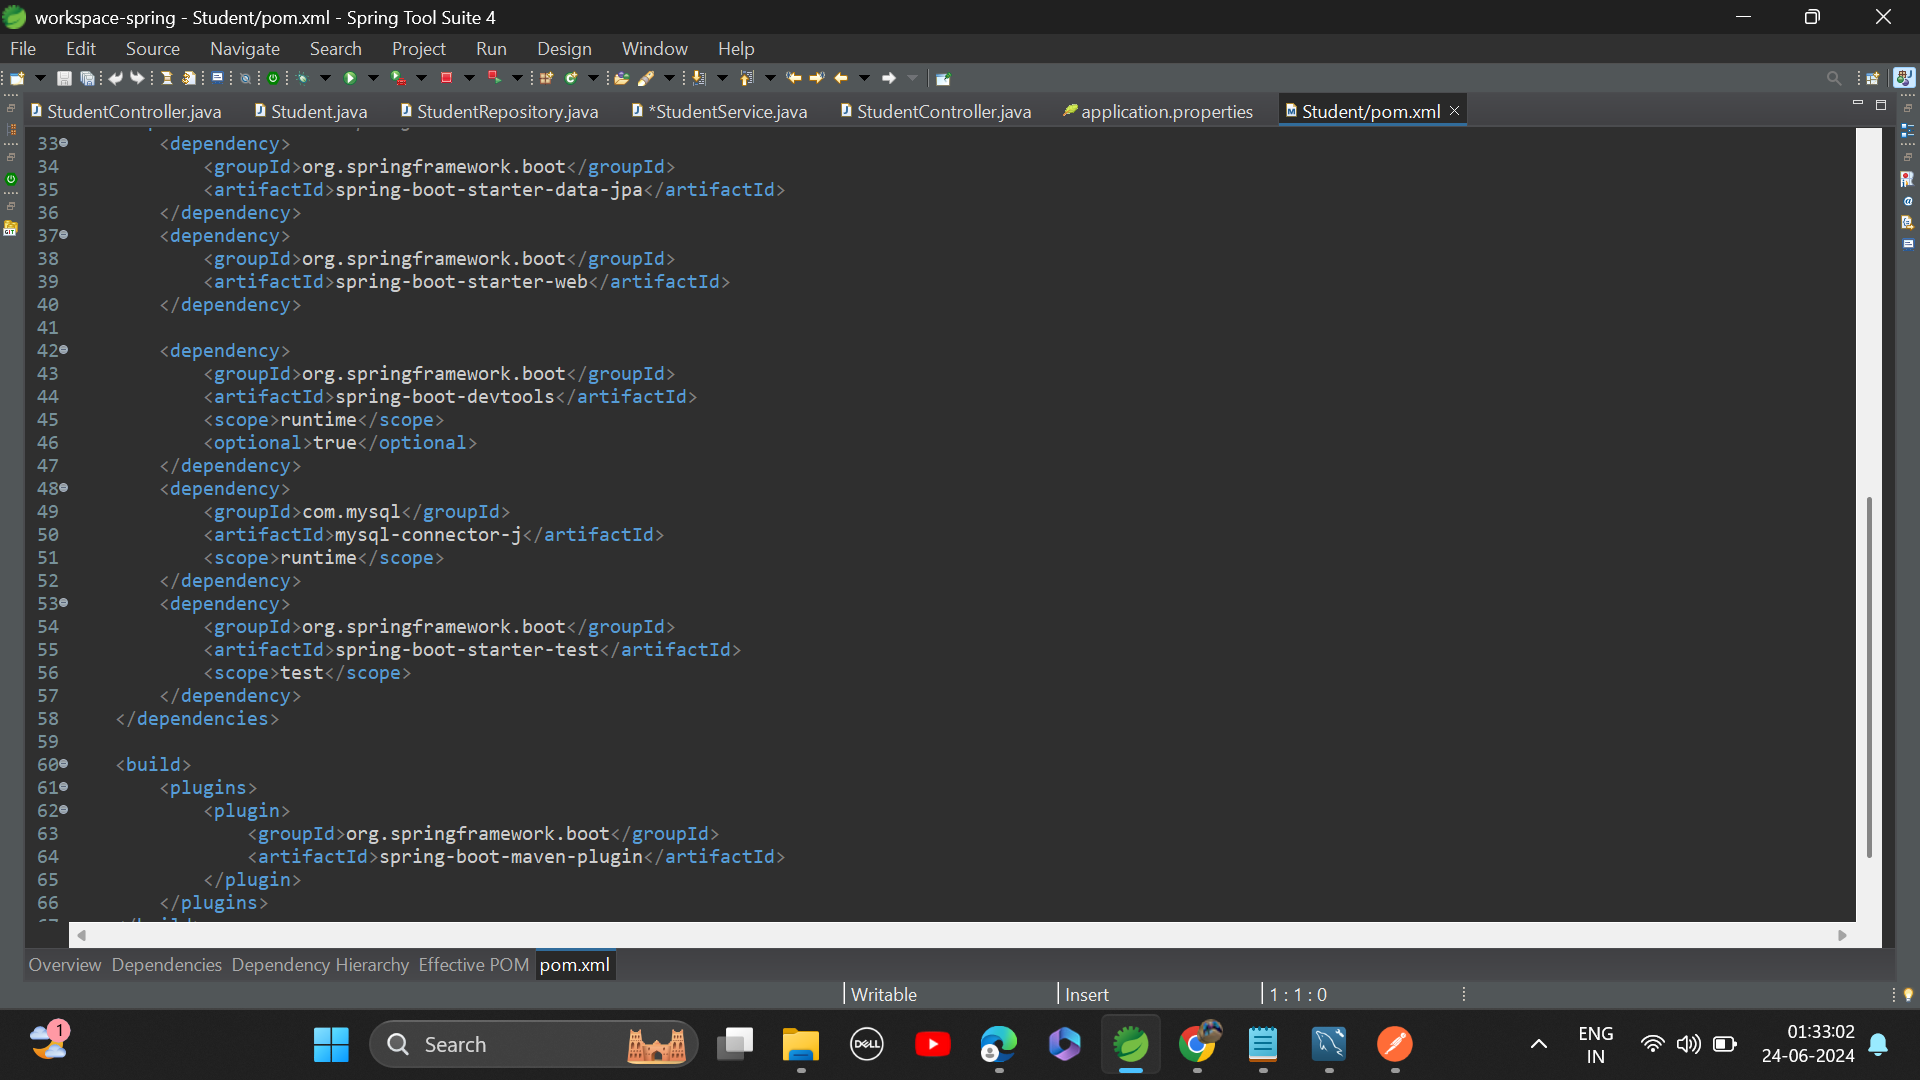 workspace-spring - Student/pom.xml - Spring Tool Suite 4
File Edit Source Navigate Search Project Run Design Window Help
StudentController.java Student.java StudentRepository.java *StudentService.java StudentController.java application.properties Student/pom.xml
33 <dependency>
34 <groupId>org.springframework.boot</groupId>
35 <artifactId>spring-boot-starter-data-jpa</artifactId>
36 </dependency>
37 <dependency>
38 <groupId>org.springframework.boot</groupId>
39 <artifactId>spring-boot-starter-web</artifactId>
40 </dependency>
41
42 <dependency>
43 <groupId>org.springframework.boot</groupId>
44 <artifactId>spring-boot-devtools</artifactId>
45 <scope>runtime</scope>
46 <optional>true</optional>
47 </dependency>
48 <dependency>
49 <groupId>com.mysql</groupId>
50 <artifactId>mysql-connector-j</artifactId>
51 <scope>runtime</scope>
52 </dependency>
53 <dependency>
54 <groupId>org.springframework.boot</groupId>
55 <artifactId>spring-boot-starter-test</artifactId>
56 <scope>test</scope>
57 </dependency>
58 </dependencies>
59
60 <build>
61 <plugins>
62 <plugin>
63 <groupId>org.springframework.boot</groupId>
64 <artifactId>spring-boot-maven-plugin</artifactId>
65 </plugin>
66 </plugins>
Overview Dependencies Dependency Hierarchy Effective POM pom.xml
Writable Insert 1 : 1 : 0
1 Search DELL ENG 01:33:02
IN 24-06-2024